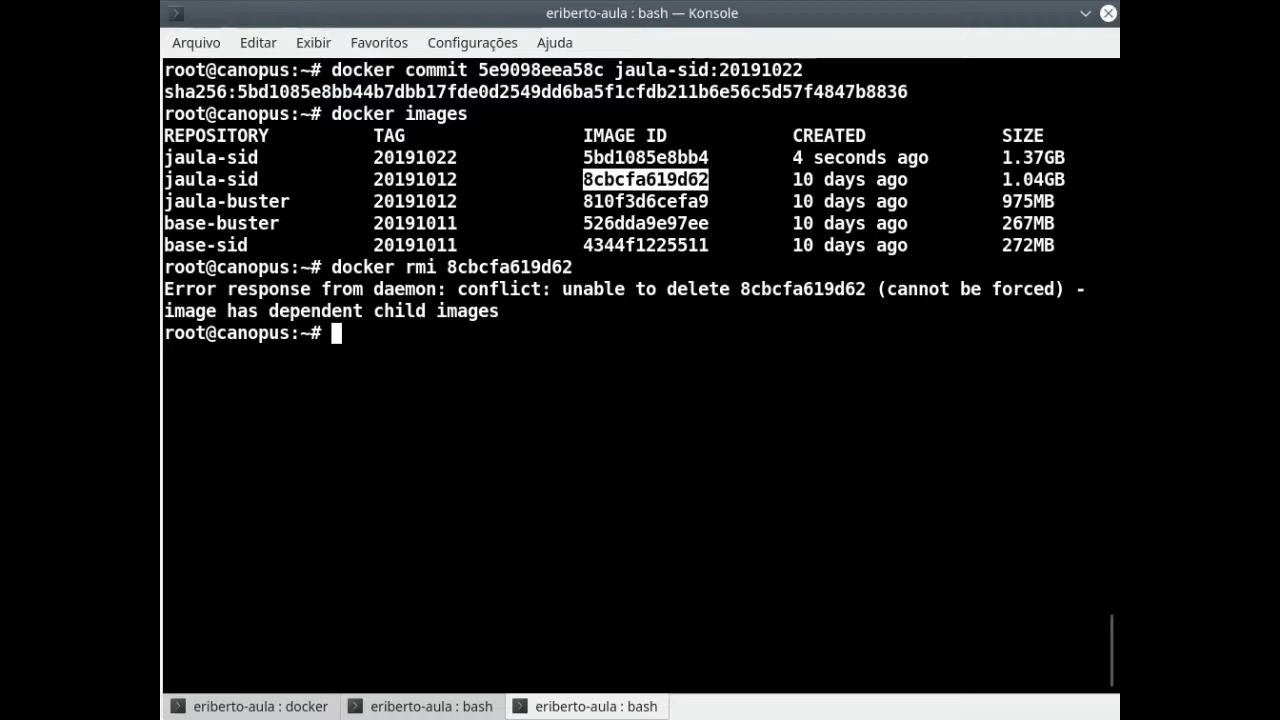 eriberto-aula : bash — Konsole
Arquivo Editar Exibir Favoritos Configurações Ajuda
root@canopus:~# docker commit 5e9098eea58c jaula-sid:20191022
sha256:5bd1085e8bb44b7dbb17fde0d2549dd6ba5f1cfdb211b6e56c5d57f4847b8836
root@canopus:~# docker images
REPOSITORY TAG IMAGE ID CREATED SIZE
jaula-sid 20191022 5bd1085e8bb4 4 seconds ago 1.37GB
jaula-sid 20191012 8cbcfa619d62 10 days ago 1.04GB
jaula-buster 20191012 810f3d6cefa9 10 days ago 975MB
base-buster 20191011 526dda9e97ee 10 days ago 267MB
base-sid 20191011 4344f1225511 10 days ago 272MB
root@canopus:~# docker rmi 8cbcfa619d62
Error response from daemon: conflict: unable to delete 8cbcfa619d62 (cannot be forced) -
image has dependent child images
root@canopus:~#
eriberto-aula : docker eriberto-aula : bash eriberto-aula : bash